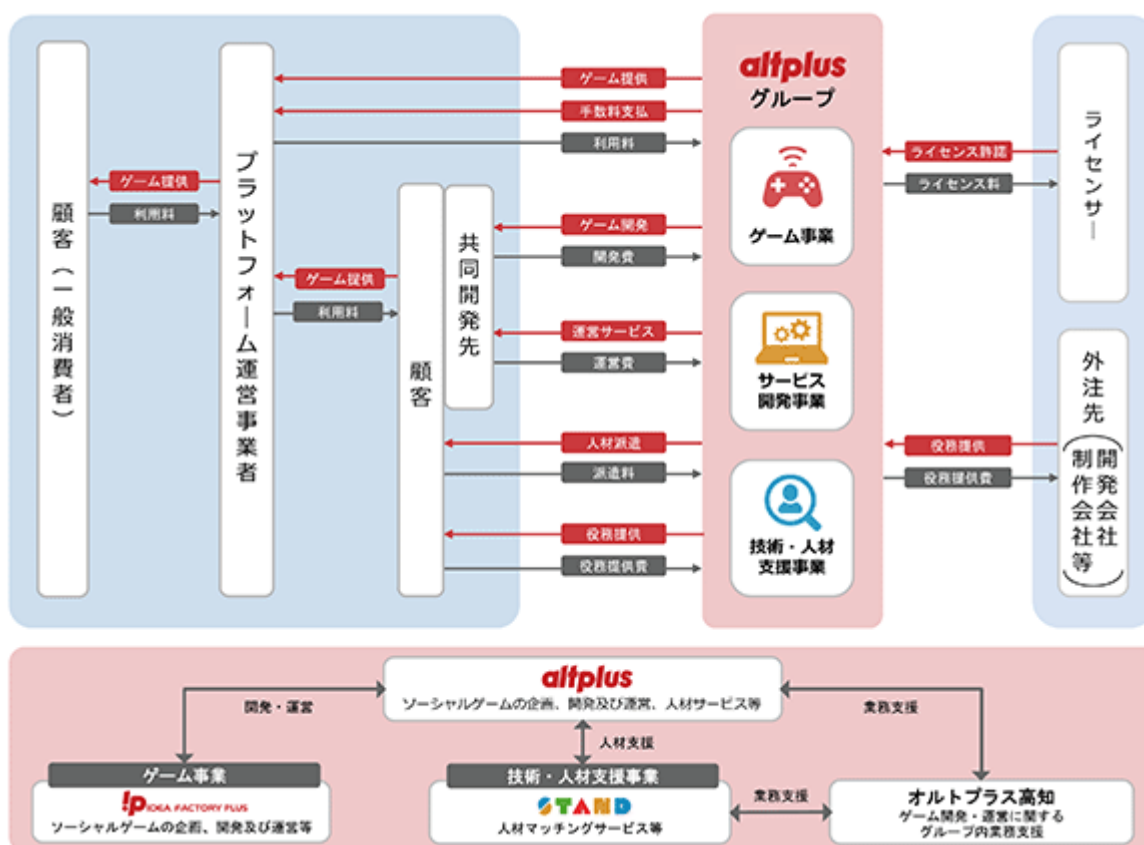 altplus
グループ
ゲーム提供
手数料支払
利用料
ゲーム提供
利用料
顧客（一般消費者）
プラットフォーム運営事業者
ゲーム提供
利用料
顧客
共同開発先
ゲーム開発
開発費
運営サービス
運営費
人材派遣
派遣料
役務提供
役務提供費
ゲーム事業
サービス
開発事業
技術・人材
支援事業
ライセンス許諾
ライセンス料
ライセンサー
役務提供
役務提供費
外注先
（開発会社
制作会社等）
altplus
ソーシャルゲームの企画、開発及び運営、人材サービス等
開発・運営
人材支援
業務支援
ゲーム事業
IDEA FACTORY PLUS
ソーシャルゲームの企画、開発及び運営等
技術・人材支援事業
STAND
人材マッチングサービス等
業務支援
オルトプラス高知
ゲーム開発・運営に関する
グループ内業務支援